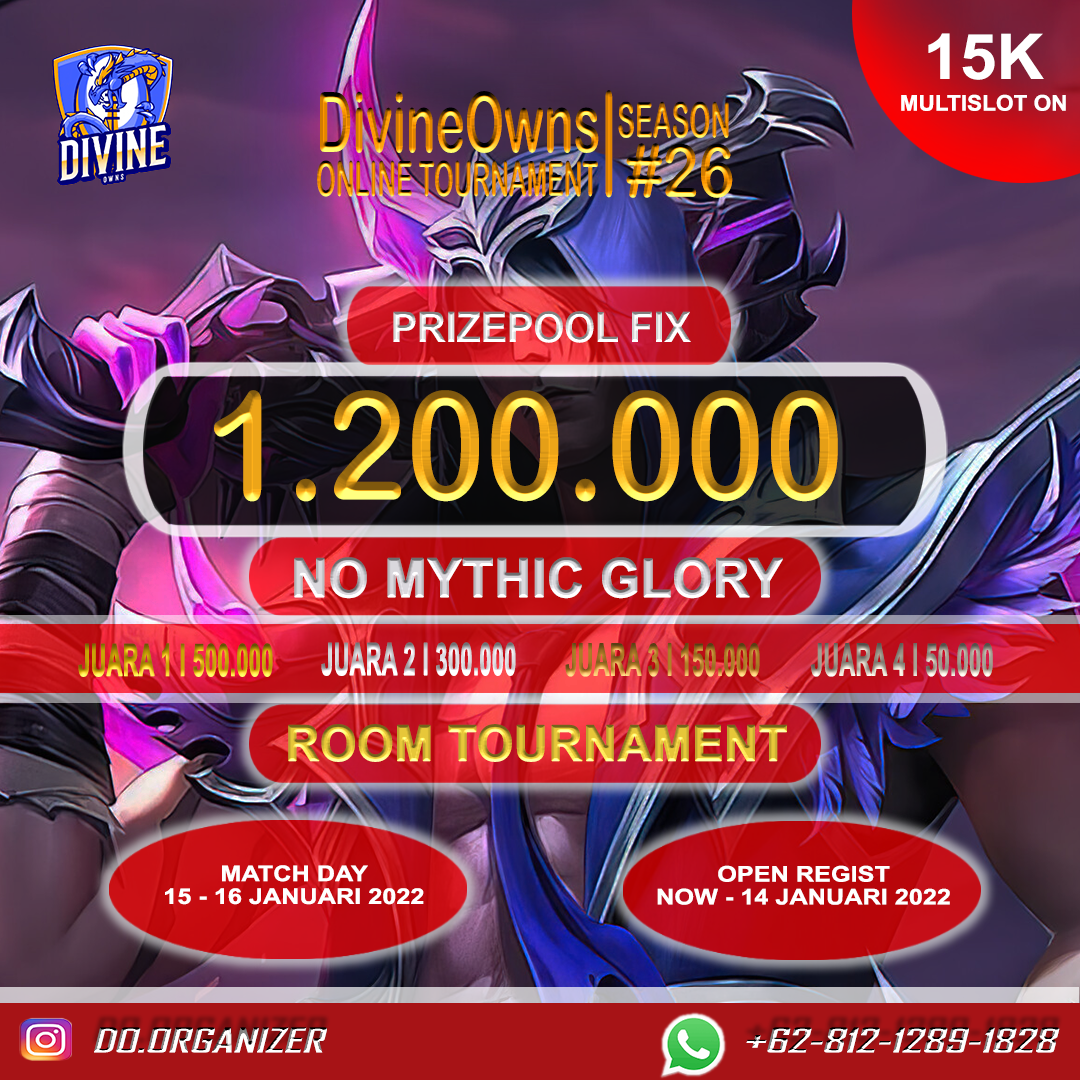 DIVINE
OWNS
DivineOwns
ONLINE TOURNAMENT
SEASON
#26
15K
MULTISLOT ON
PRIZEPOOL FIX
1.200.000
NO MYTHIC GLORY
JUARA 1 | 500.000
JUARA 2 | 300.000
JUARA 3 | 150.000
JUARA 4 | 50.000
ROOM TOURNAMENT
MATCH DAY
15 - 16 JANUARI 2022
OPEN REGIST
NOW - 14 JANUARI 2022
DO.ORGANIZER
+62-812-1289-1828